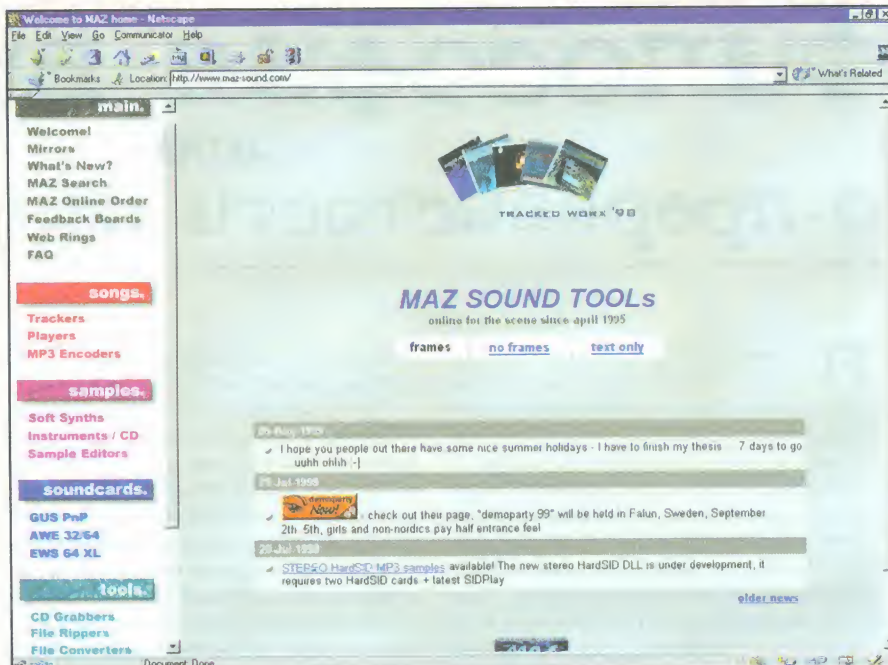 Welcome to MAZ home - Netscape
File Edit View Go Communicator Help
Bookmarks Location: http://www.maz-sound.com/ What's Related
main.
Welcome!
Mirrors
What's New?
MAZ Search
MAZ Online Order
Feedback Boards
Web Rings
FAQ
songs.
Trackers
Players
MP3 Encoders
samples.
Soft Synths
Instruments / CD
Sample Editors
soundcards.
GUS PnP
AWE 32/64
EWS 64 XL
tools.
CD Grabbers
File Rippers
File Converters
TRACKED WORX '98
MAZ SOUND TOOLs
online for the scene since april 1995
frames no frames text only
I hope you people out there have some nice summer holidays - I have to finish my thesis 7 days to go
uuhh ohhh :-]
demoparty
Now! - check out their page, "demoparty 99" will be held in Falun, Sweden, September
2th 5th, girls and non-nordics pay half entrance fee!
STEREO HardSID MP3 samples available! The new stereo HardSID DLL is under development, it
requires two HardSID cards + latest SIDPlay
older news
Document: Done